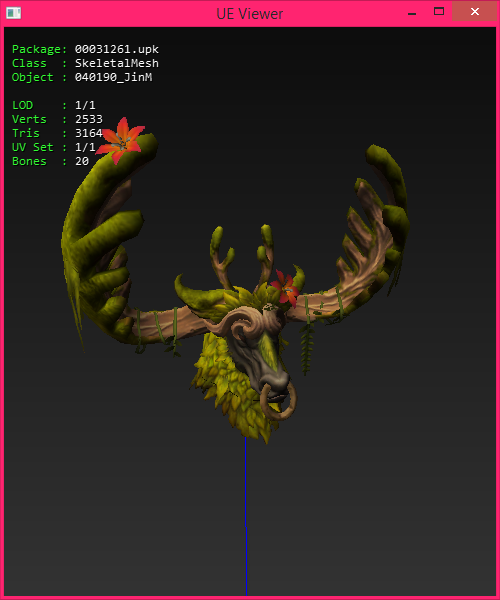 UE Viewer
Package: 00031261.upk
Class  : SkeletalMesh
Object : 040190_JinM
LOD    : 1/1
Verts  : 2533
Tris   : 3164
UV Set : 1/1
Bones  : 20